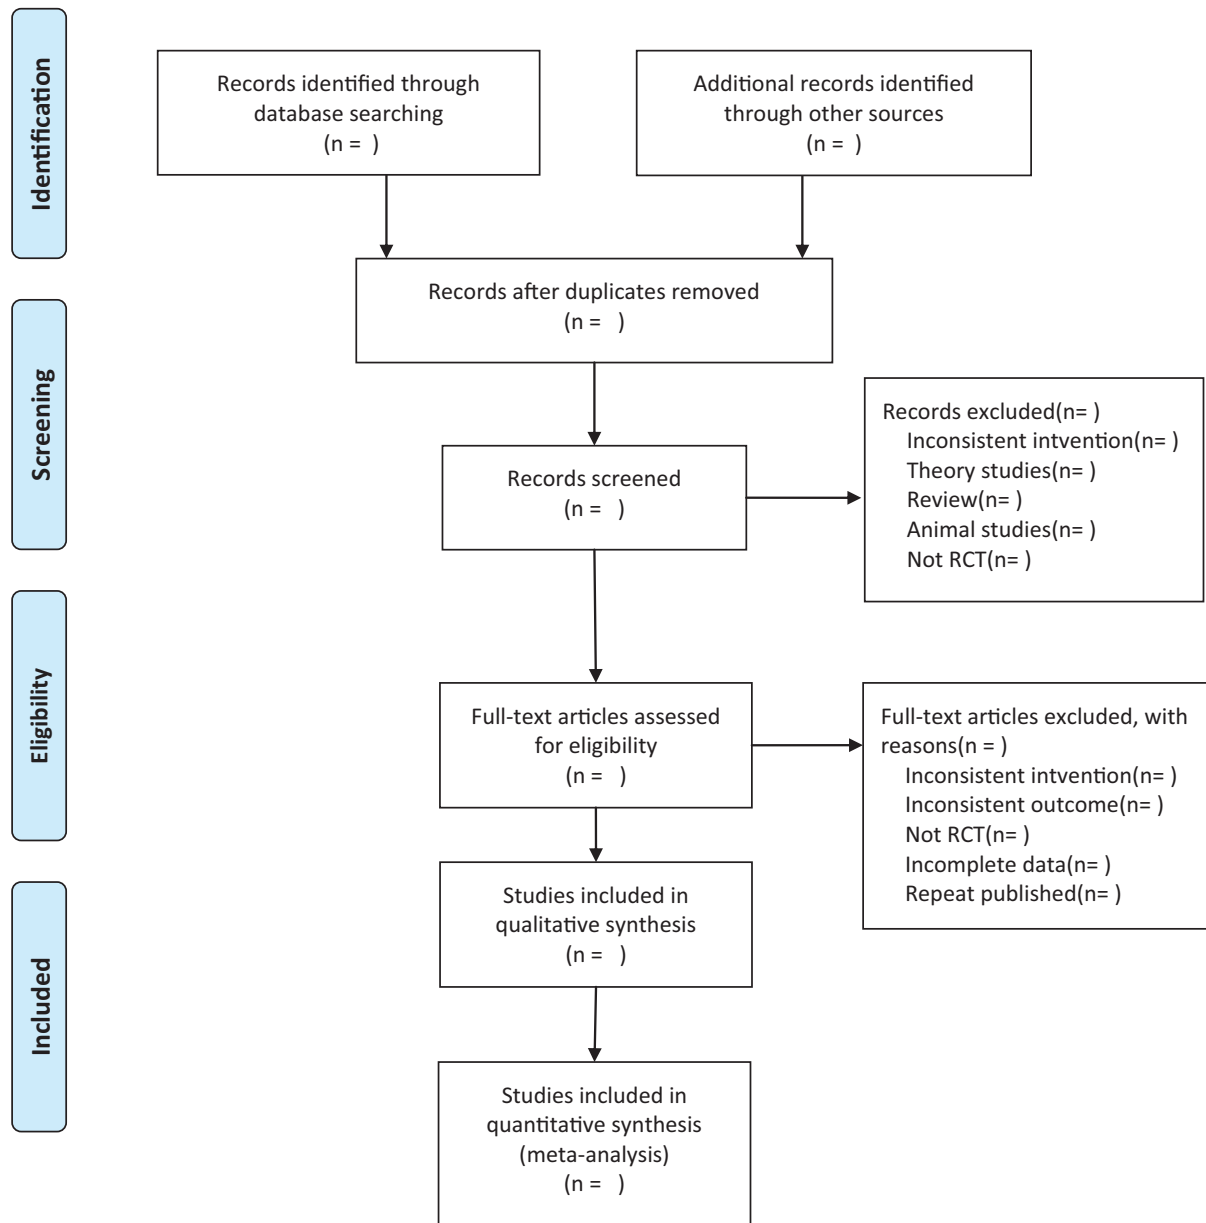 Identification
Records identified through
database searching
(n =  )
Additional records identified
through other sources
(n =  )
Records after duplicates removed
(n =   )
Screening
Records screened
(n =   )
Records excluded(n= )
Inconsistent intvention(n= )
Theory studies(n= )
Review(n= )
Animal studies(n= )
Not RCT(n= )
Eligibility
Full-text articles assessed
for eligibility
(n =   )
Full-text articles excluded, with
reasons(n = )
Inconsistent intvention(n= )
Inconsistent outcome(n= )
Not RCT(n= )
Incomplete data(n= )
Repeat published(n= )
Included
Studies included in
qualitative synthesis
(n =   )
Studies included in
quantitative synthesis
(meta-analysis)
(n =   )